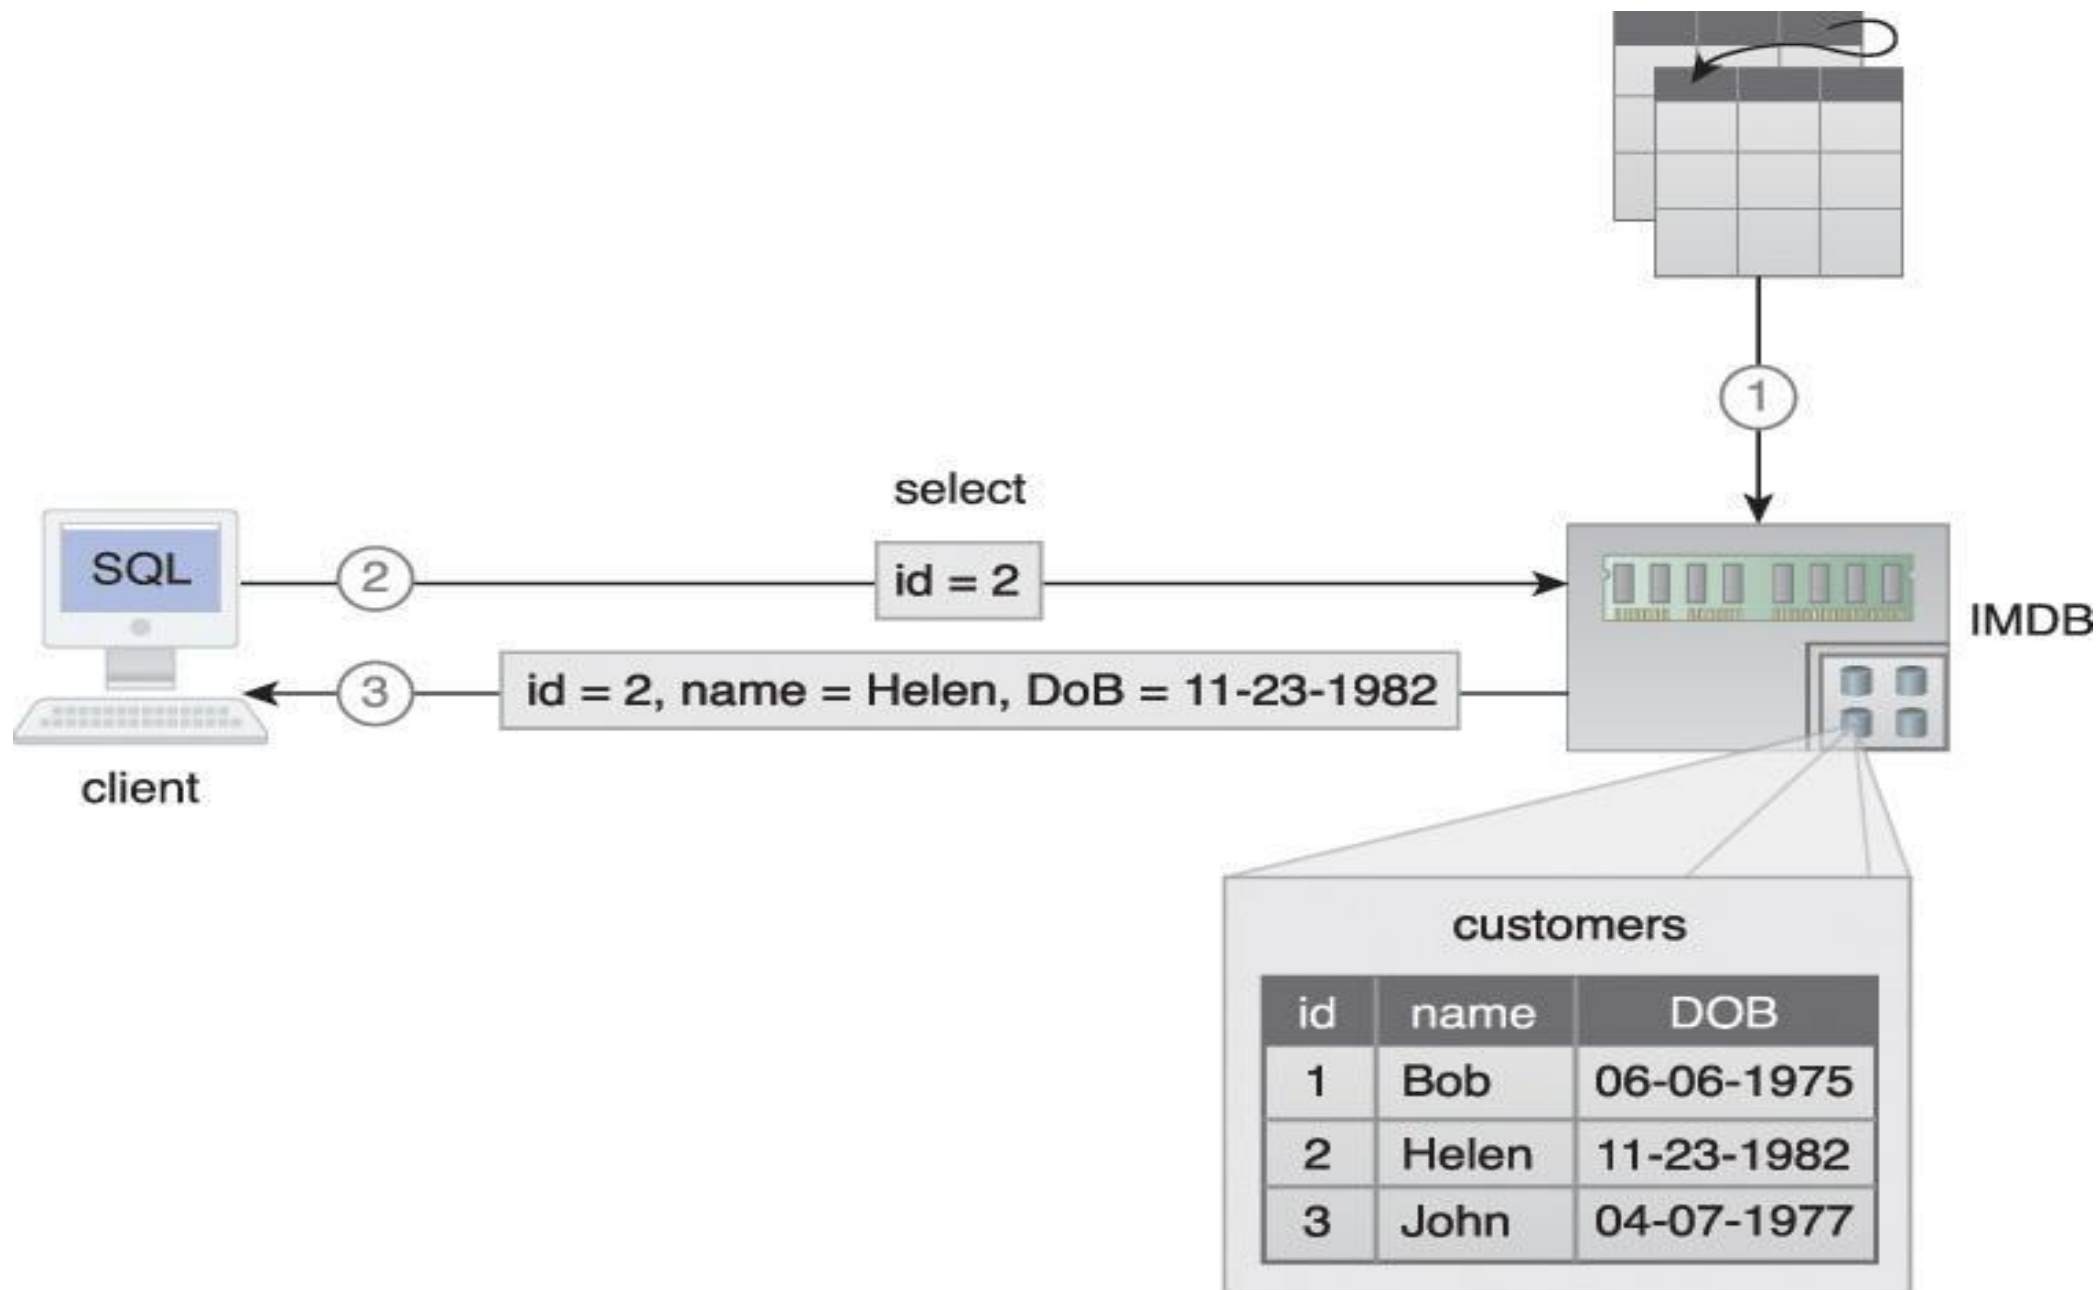 1
select
SQL
2
id = 2
IMDB
3
id = 2, name = Helen, DoB = 11-23-1982
client
customers
id name DOB
1 Bob 06-06-1975
2 Helen 11-23-1982
3 John 04-07-1977